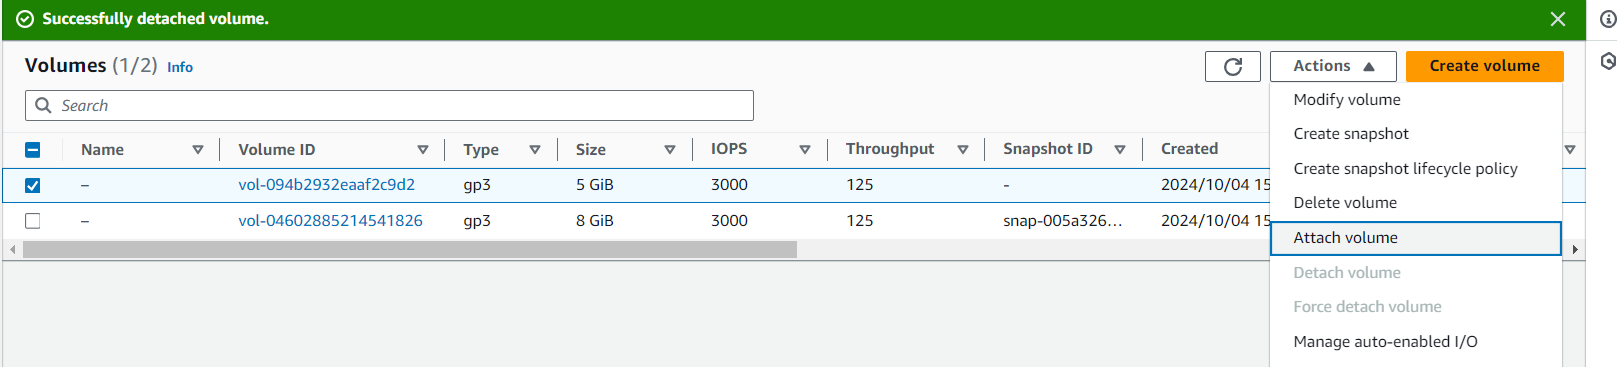 Successfully detached volume.
Volumes (1/2) Info
Actions
Create volume
Search
Name Volume ID Type Size IOPS Throughput Snapshot ID Created
– vol-094b2932eaaf2c9d2 gp3 5 GiB 3000 125 - 2024/10/04 15
– vol-04602885214541826 gp3 8 GiB 3000 125 snap-005a326... 2024/10/04 15
Modify volume
Create snapshot
Create snapshot lifecycle policy
Delete volume
Attach volume
Detach volume
Force detach volume
Manage auto-enabled I/O